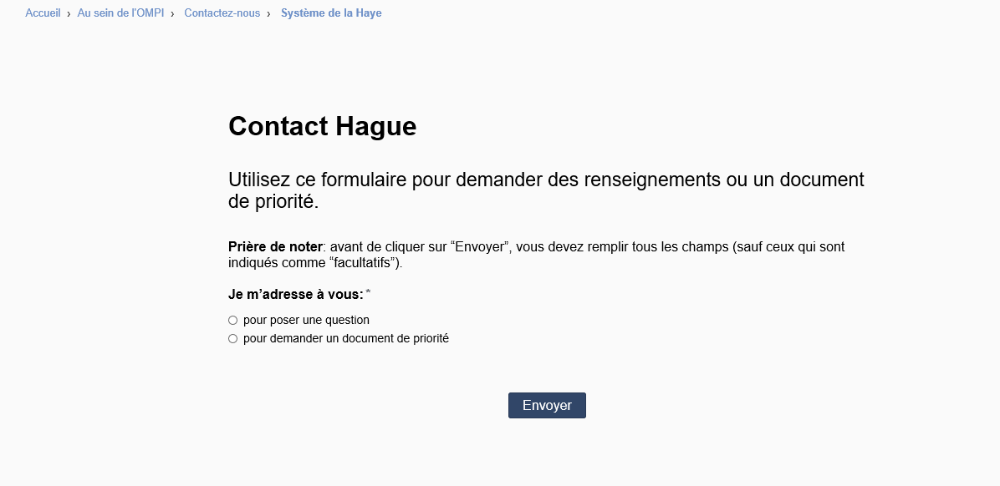 Accueil › Au sein de l'OMPI › Contactez-nous › Système de la Haye
Contact Hague
Utilisez ce formulaire pour demander des renseignements ou un document
de priorité.
Prière de noter: avant de cliquer sur “Envoyer”, vous devez remplir tous les champs (sauf ceux qui sont
indiqués comme “facultatifs”).
Je m’adresse à vous: *
pour poser une question
pour demander un document de priorité
Envoyer